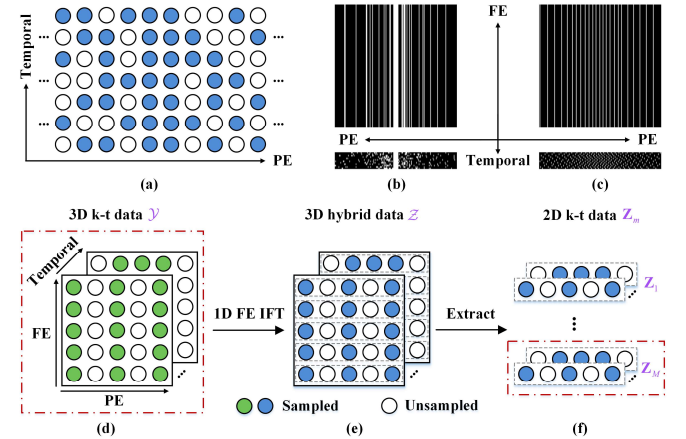 Temporal
...
...
...
...
...
...
PE
(a)
FE
PE
PE
Temporal
(b)
(c)
3D k-t data 𝒴
3D hybrid data 𝒵
2D k-t data Z_m
Temporal
FE
PE
...
1D FE IFT
...
Extract
Z_1
...
...
Z_M
...
Sampled
Unsampled
(d)
(e)
(f)